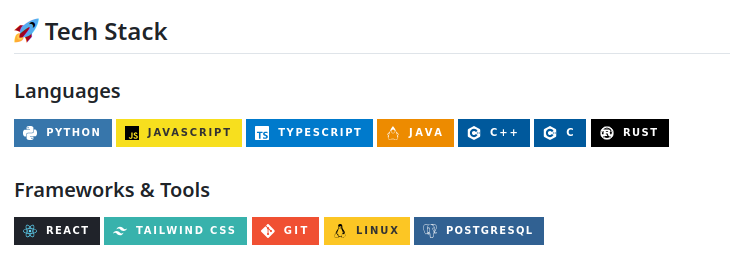 🚀 Tech Stack
Languages
PYTHON JS JAVASCRIPT TS TYPESCRIPT JAVA C C++ C C R RUST
Frameworks & Tools
REACT TAILWIND CSS GIT LINUX POSTGRESQL